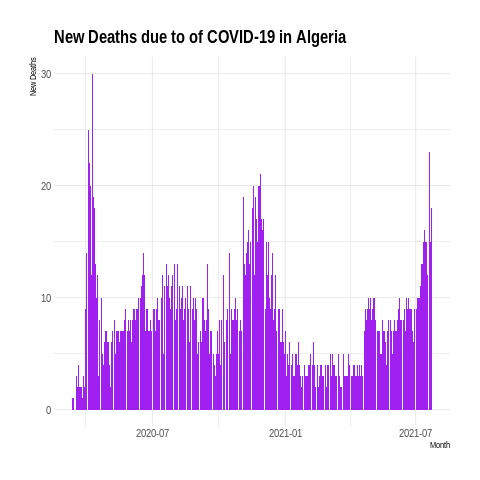 New Deaths due to of COVID-19 in Algeria
New Deaths
30
20
10
0
2020-07
2021-01
2021-07
Month